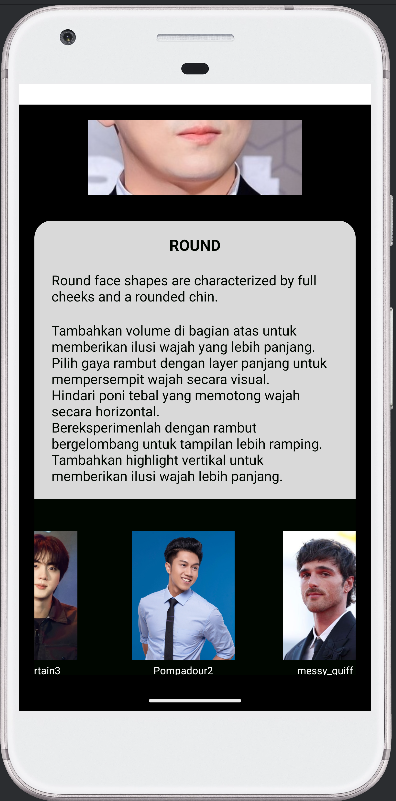 ROUND
Round face shapes are characterized by full
cheeks and a rounded chin.
Tambahkan volume di bagian atas untuk
memberikan ilusi wajah yang lebih panjang.
Pilih gaya rambut dengan layer panjang untuk
mempersempit wajah secara visual.
Hindari poni tebal yang memotong wajah
secara horizontal.
Bereksperimenlah dengan rambut
bergelombang untuk tampilan lebih ramping.
Tambahkan highlight vertikal untuk
memberikan ilusi wajah lebih panjang.
rtain3 Pompadour2 messy_quiff